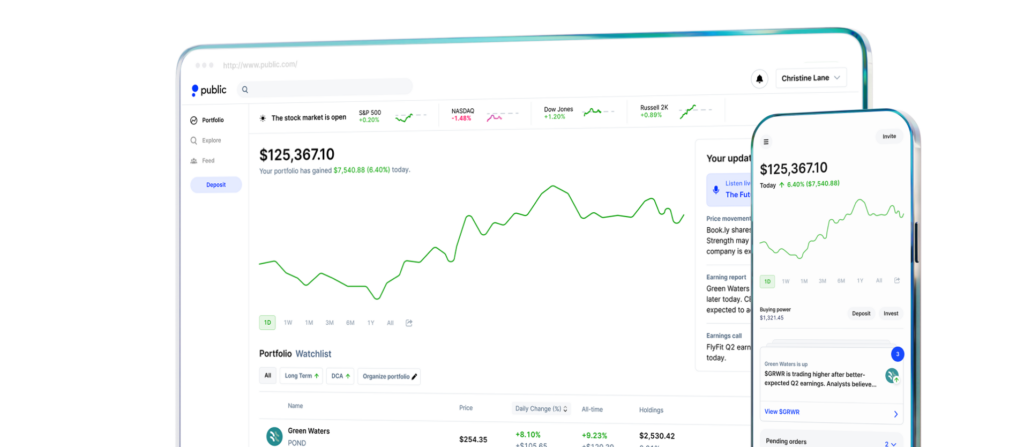 http://www.public.com/
public
Christine Lane
Portfolio
Explore
Feed
Deposit
The stock market is open
S&P 500
+0.20%
NASDAQ
-1.48%
Dow Jones
+1.20%
Russell 2K
+0.89%
$125,367.10
Your portfolio has gained $7,540.88 (6.40%) today.
1D 1W 1M 3M 6M 1Y All
Portfolio Watchlist
All Long Term DCA Organize portfolio
Name Price Daily Change (%) All-time Holdings
Green Waters
POND
$254.35
+8.10%
+9.23%
$2,530.42
Your updat
Listen liv
The Fut
Price movemen
Book.ly shares
Strength may
company is ex
Earning report
Green Waters
later today. Cl
expected to a
Earnings call
FlyFit Q2 earn
today.
Invite
$125,367.10
Today 6.40% ($7,540.88)
1D 1W 1M 3M 6M 1Y All
Buying power
$1,321.45
Deposit Invest
3
Green Waters is up
$GRWR is trading higher after better-
expected Q2 earnings. Analysts believe...
View $GRWR
Pending orders
2